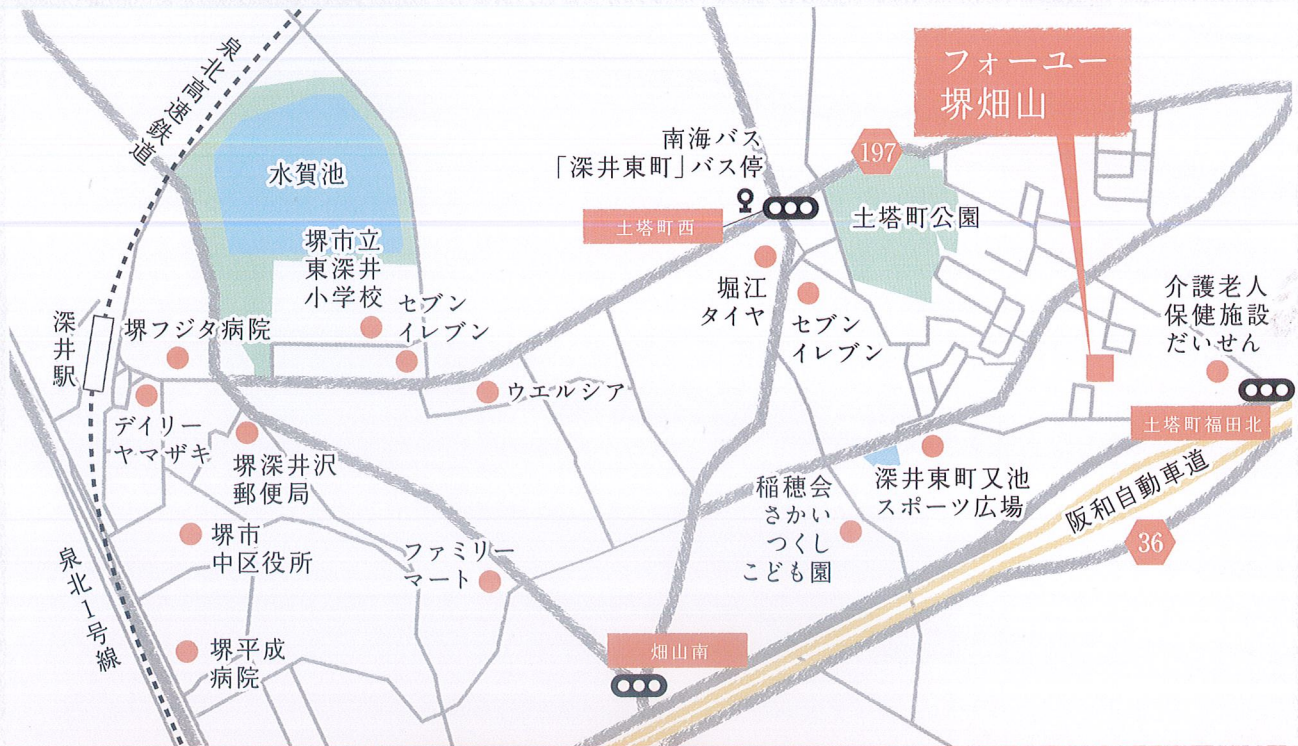 泉北高速鉄道
水賀池
堺市立
東深井
小学校
セブン
イレブン
深井駅
堺フジタ病院
デイリー
ヤマザキ
堺深井沢
郵便局
堺市
中区役所
泉北1号線
堺平成
病院
ファミリー
マート
ウエルシア
南海バス
「深井東町」バス停
土塔町西
197
フォーユー
堺畑山
土塔町公園
堀江
タイヤ
セブン
イレブン
介護老人
保健施設
だいせん
土塔町福田北
深井東町又池
スポーツ広場
稲穂会
さかい
つくし
こども園
阪和自動車道
36
畑山南